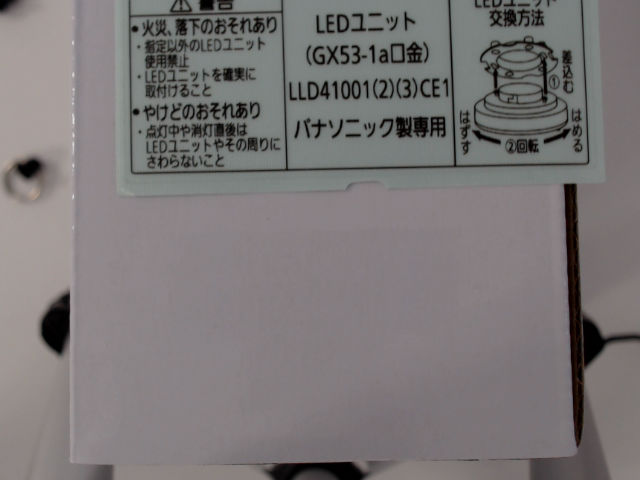 警告
●火災、落下のおそれあり
・指定以外のLEDユニット
使用禁止
・LEDユニットを確実に
取付けること
●やけどのおそれあり
・点灯中や消灯直後は
LEDユニットやその周りに
さわらないこと
LEDユニット
(GX53-1a口金)
LLD41001(2)(3)CE1
パナソニック製専用
LEDユニット
交換方法
差込む
①
はずす
②回転
はめる